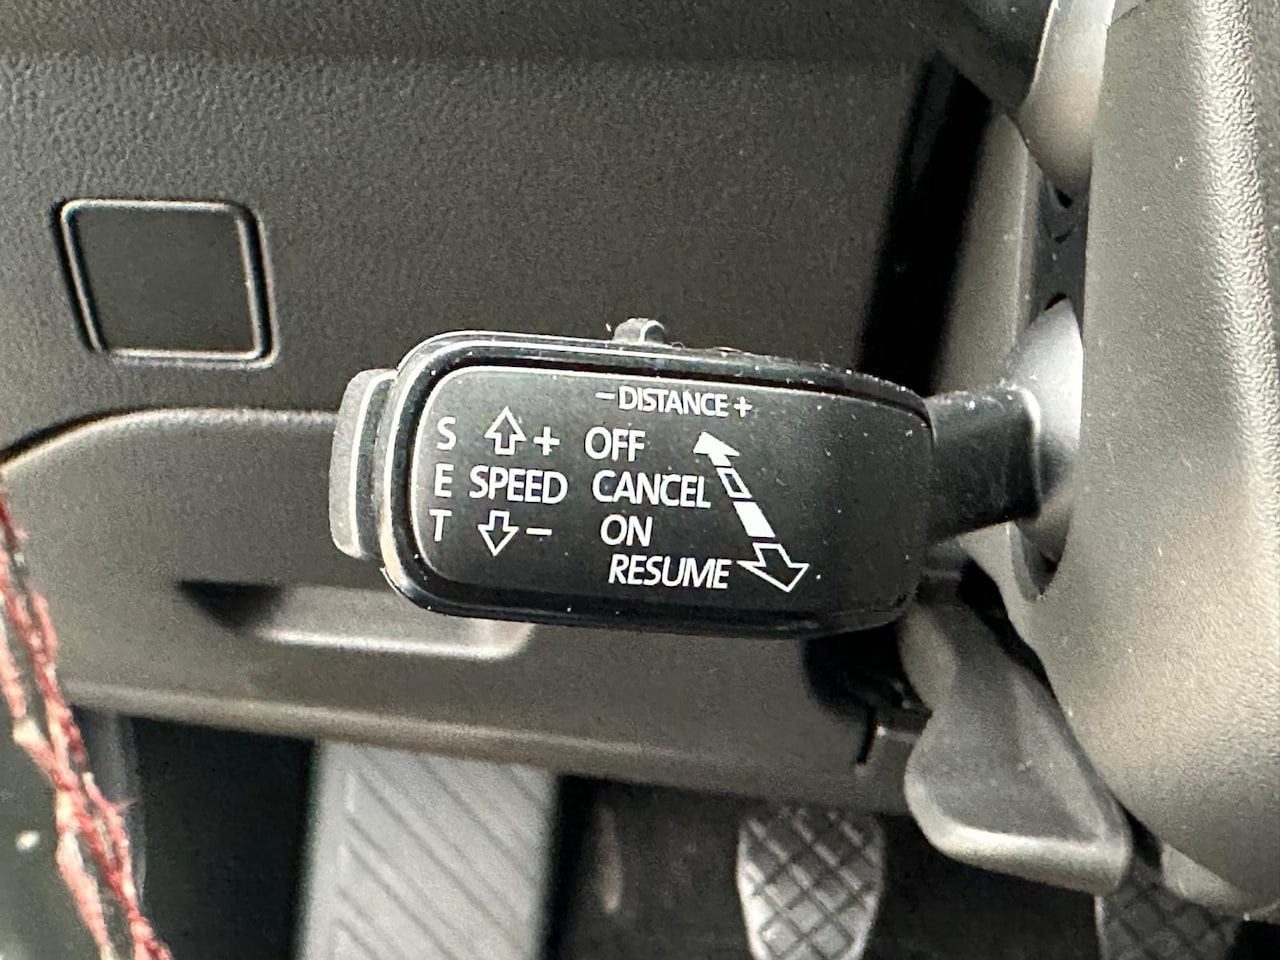 − DISTANCE +
S + OFF
E SPEED CANCEL
T − ON
RESUME